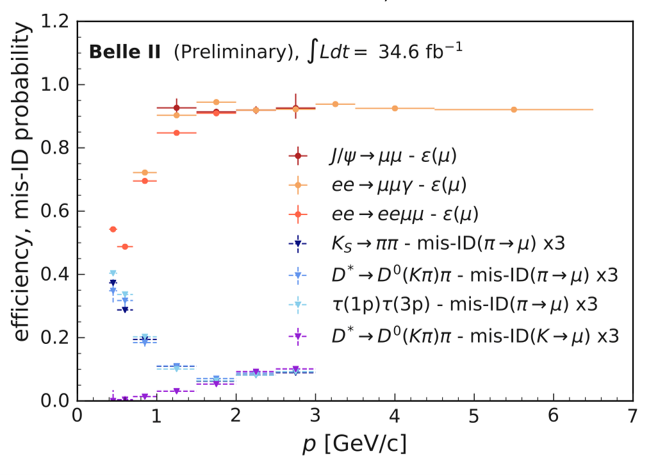 1.2
Belle II (Preliminary), ∫Ldt = 34.6 fb⁻¹
1.0
0.8
J/ψ→μμ - ε(μ)
ee→μμγ - ε(μ)
0.6
ee→eeμμ - ε(μ)
K_S→ππ - mis-ID(π→μ) x3
0.4
D*→D⁰(Kπ)π - mis-ID(π→μ) x3
τ(1p)τ(3p) - mis-ID(π→μ) x3
0.2
D*→D⁰(Kπ)π - mis-ID(K→μ) x3
0.0
0 1 2 3 4 5 6 7
p [GeV/c]
efficiency, mis-ID probability